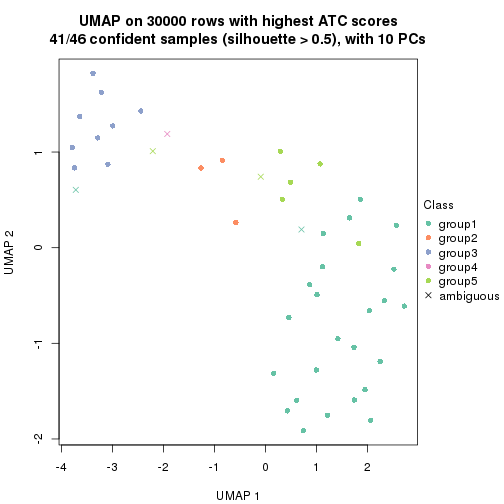 UMAP on 30000 rows with highest ATC scores
41/46 confident samples (silhouette > 0.5), with 10 PCs
1
0
-1
-2
UMAP 2
-4
-3
-2
-1
0
1
2
UMAP 1
Class
group1
group2
group3
group4
group5
ambiguous